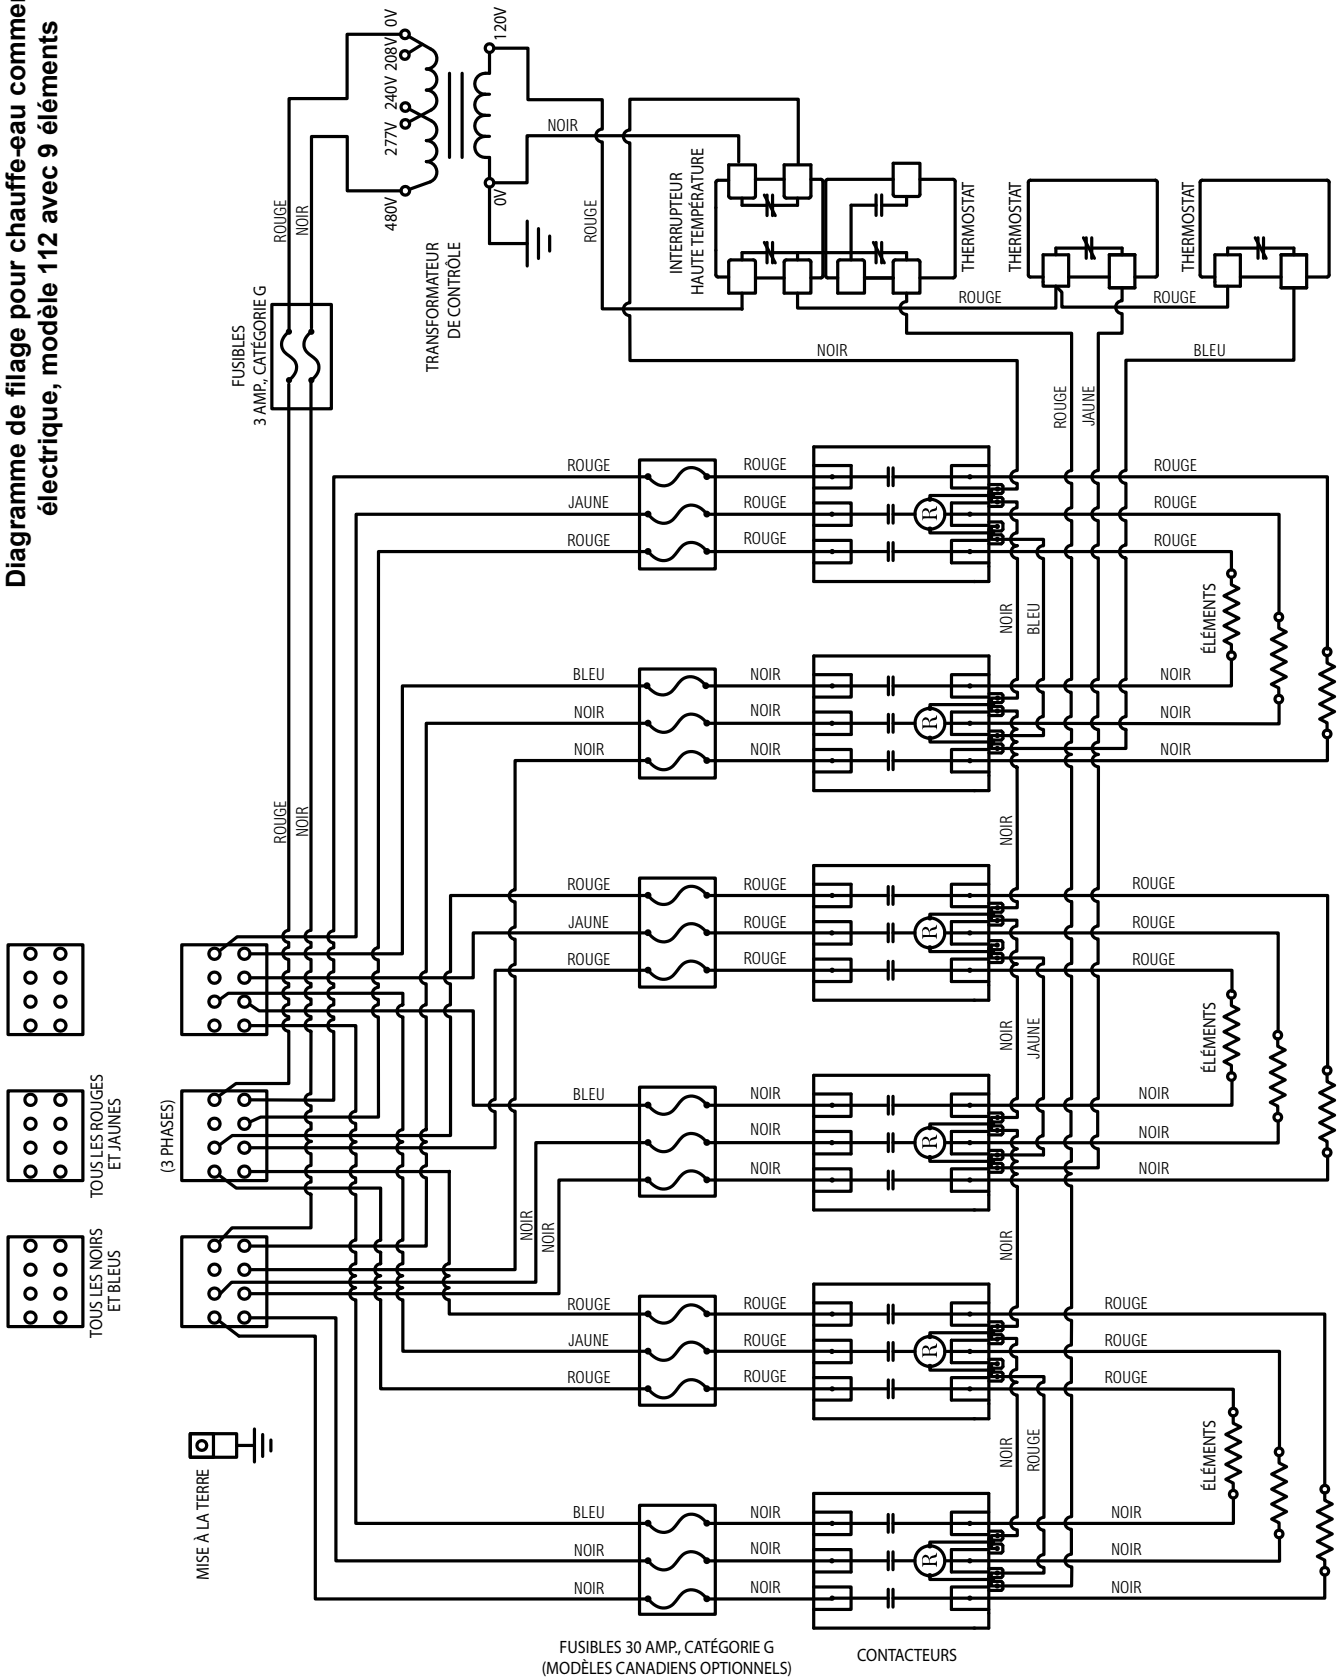 Diagramme de filage pour chauffe-eau commer
électrique, modèle 112 avec 9 éléments
0V
208V
240V
277V
480V
120V
0V
TRANSFORMATEUR
DE CONTRÔLE
ROUGE
NOIR
FUSIBLES
3 AMP., CATÉGORIE G
NOIR
ROUGE
INTERRUPTEUR
HAUTE TEMPÉRATURE
THERMOSTAT
THERMOSTAT
THERMOSTAT
ROUGE
ROUGE
NOIR
BLEU
ROUGE
JAUNE
ROUGE
ROUGE
ROUGE
JAUNE
ROUGE
ROUGE
ROUGE
ROUGE
ROUGE
R
NOIR
BLEU
ÉLÉMENTS
BLEU
NOIR
NOIR
NOIR
NOIR
NOIR
NOIR
NOIR
NOIR
R
ROUGE
NOIR
NOIR
ROUGE
ROUGE
ROUGE
JAUNE
ROUGE
ROUGE
ROUGE
ROUGE
ROUGE
R
NOIR
JAUNE
ÉLÉMENTS
TOUS LES ROUGES
ET JAUNES
(3 PHASES)
BLEU
NOIR
NOIR
NOIR
NOIR
NOIR
NOIR
R
NOIR
NOIR
NOIR
TOUS LES NOIRS
ET BLEUS
ROUGE
ROUGE
ROUGE
JAUNE
ROUGE
ROUGE
ROUGE
ROUGE
ROUGE
R
NOIR
ROUGE
ÉLÉMENTS
MISE À LA TERRE
BLEU
NOIR
NOIR
NOIR
NOIR
NOIR
NOIR
NOIR
NOIR
R
FUSIBLES 30 AMP., CATÉGORIE G
(MODÈLES CANADIENS OPTIONNELS)
CONTACTEURS